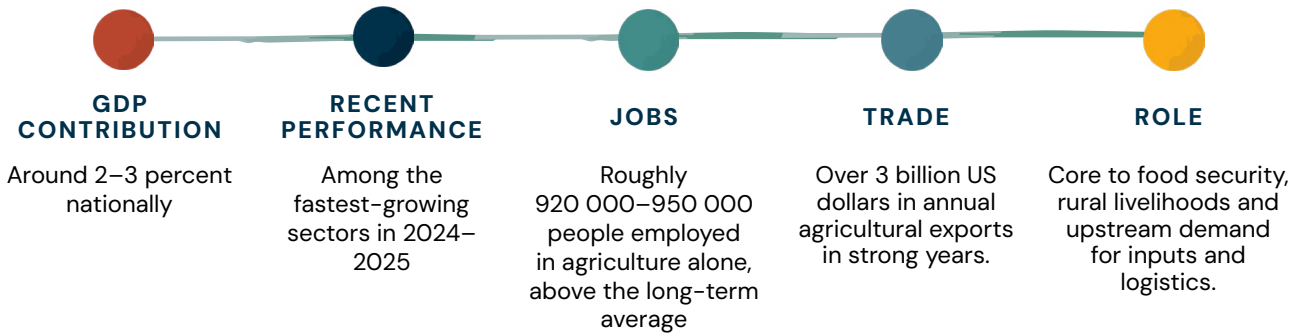 GDP
CONTRIBUTION
Around 2–3 percent
nationally
RECENT
PERFORMANCE
Among the
fastest-growing
sectors in 2024–
2025
JOBS
Roughly
920 000–950 000
people employed
in agriculture alone,
above the long-term
average
TRADE
Over 3 billion US
dollars in annual
agricultural exports
in strong years.
ROLE
Core to food security,
rural livelihoods and
upstream demand
for inputs and
logistics.